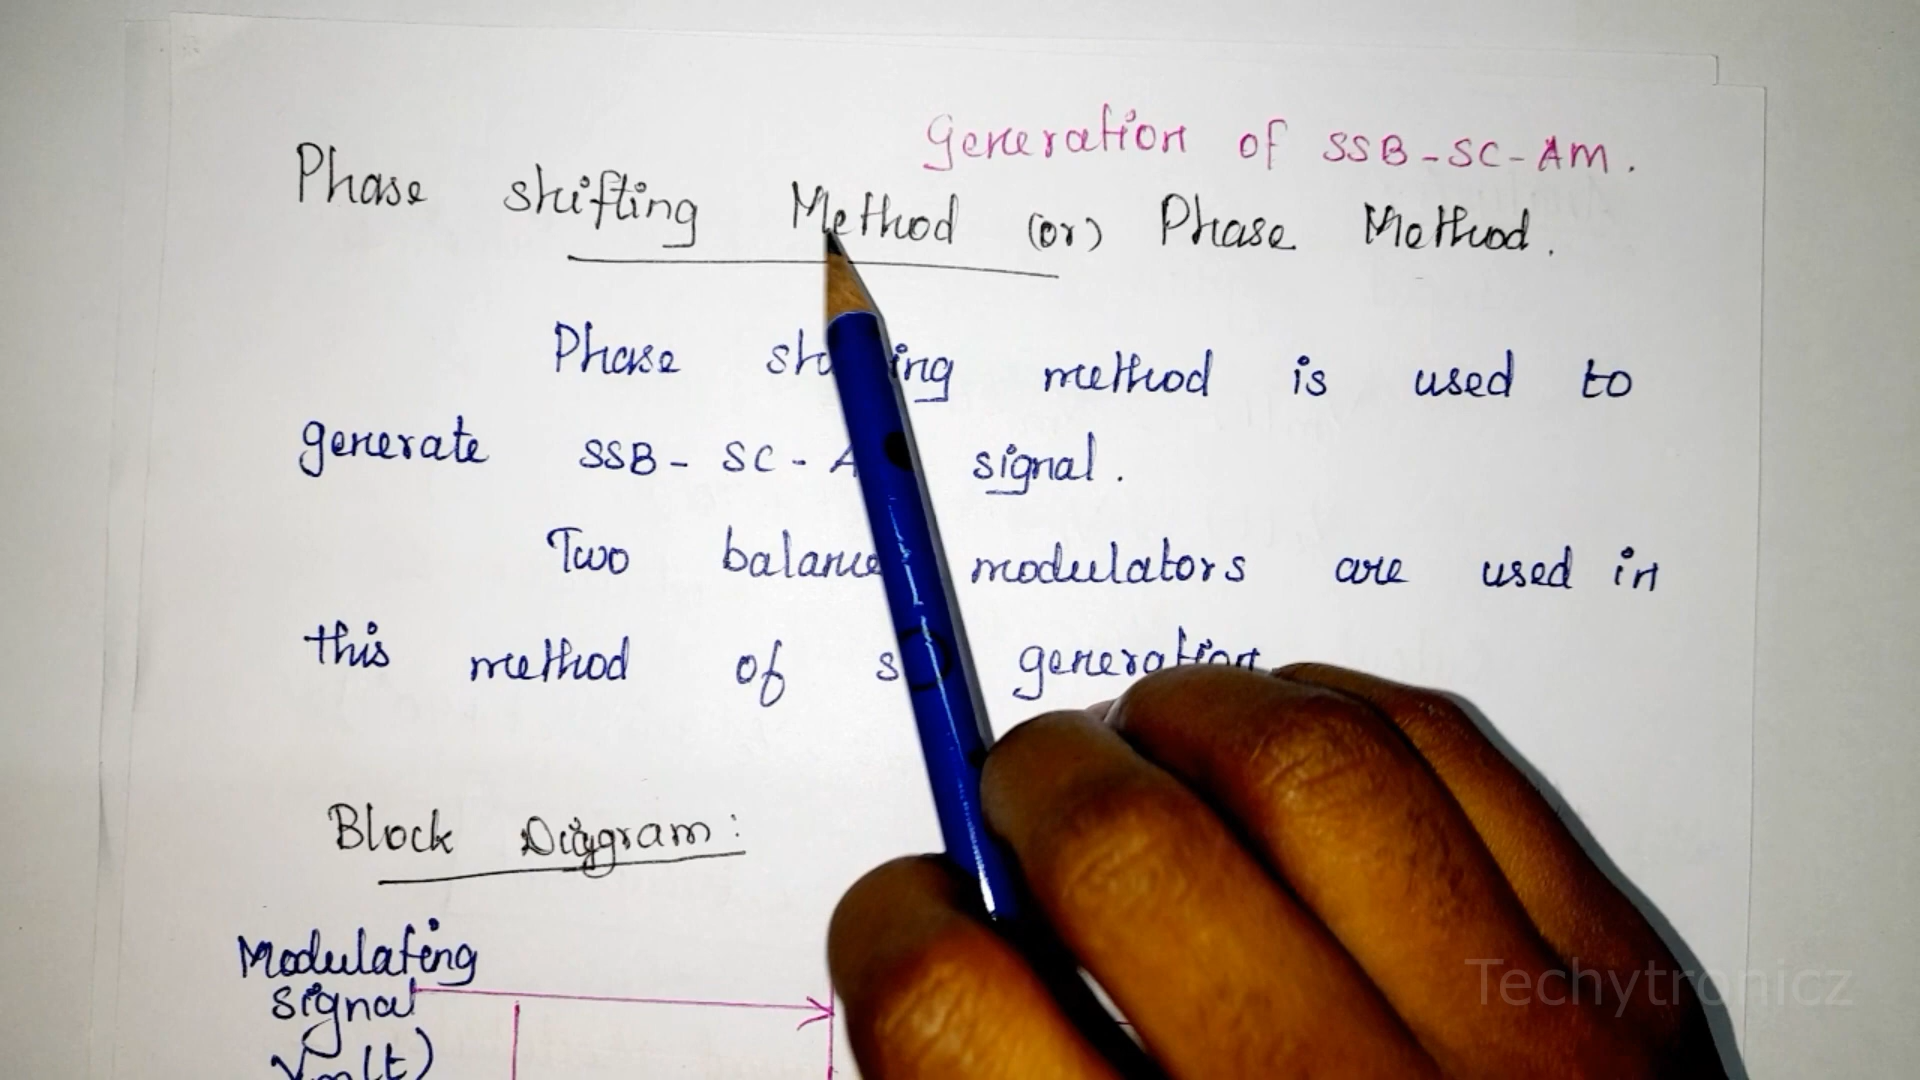 Generation of SSB-SC-AM.
Phase shifting Method (or) Phase Method.
Phase method is used to
generate SSB - SC - signal.
Two modulators are used in
this method of generation
Block Diagram:
Modulating
signal
Vm(t)
Techytronicz